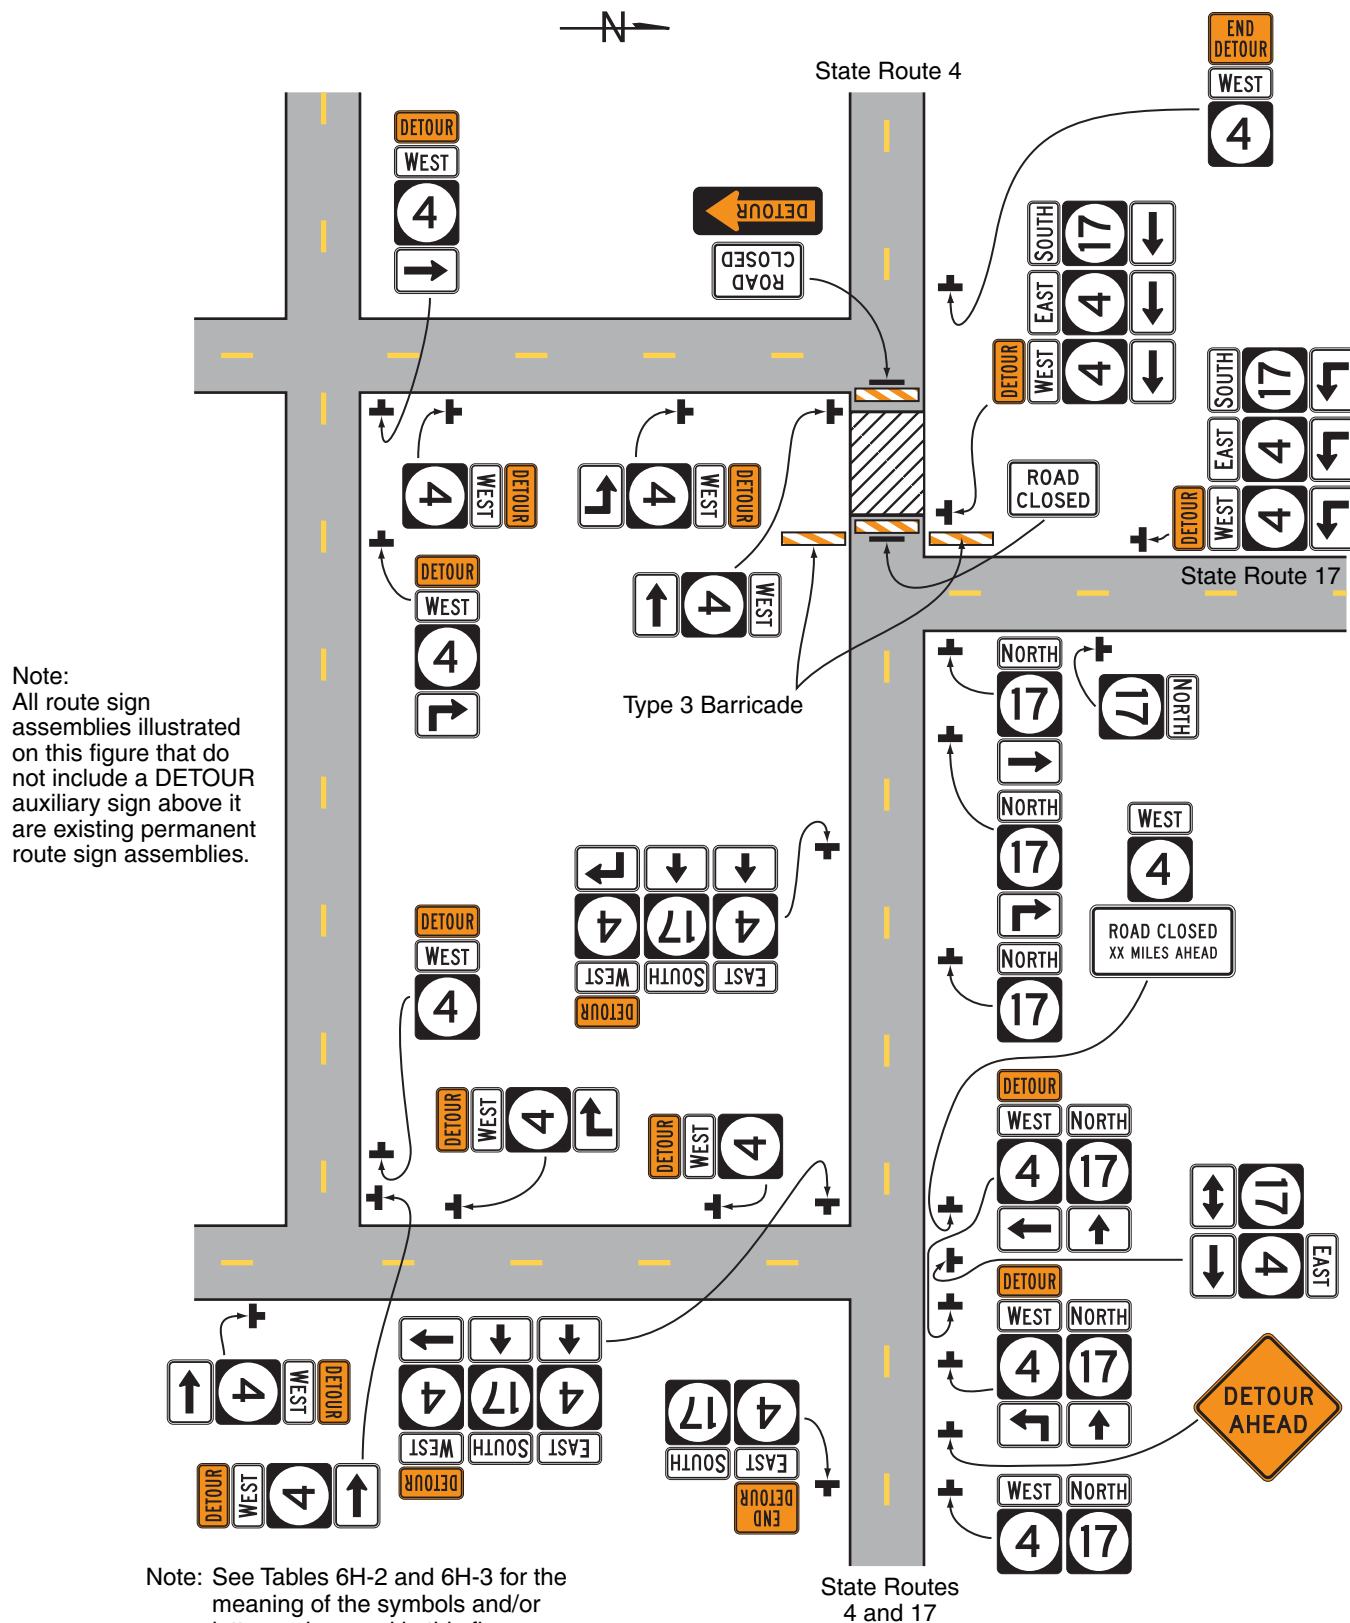 N
State Route 4
END
DETOUR
WEST
4
DETOUR
WEST
4
DETOUR
ROAD
CLOSED
SOUTH
17
EAST
4
DETOUR
WEST
4
SOUTH
17
EAST
4
DETOUR
WEST
4
State Route 17
ROAD
CLOSED
DETOUR
WEST
4
DETOUR
WEST
4
DETOUR
WEST
4
WEST
4
Type 3 Barricade
Note:
All route sign
assemblies illustrated
on this figure that do
not include a DETOUR
auxiliary sign above it
are existing permanent
route sign assemblies.
NORTH
17
NORTH
17
NORTH
17
NORTH
17
WEST
4
ROAD CLOSED
XX MILES AHEAD
DETOUR
WEST
4
EAST
4
SOUTH
17
DETOUR
WEST
4
DETOUR
WEST
4
DETOUR
WEST
4
DETOUR
WEST NORTH
4 17
17
EAST
4
DETOUR
WEST NORTH
4 17
DETOUR
AHEAD
WEST NORTH
4 17
DETOUR
WEST
4
DETOUR
WEST
4
EAST
4
SOUTH
17
DETOUR
WEST
4
END
DETOUR
EAST
4
SOUTH
17
Note: See Tables 6H-2 and 6H-3 for the
meaning of the symbols and/or
State Routes
4 and 17